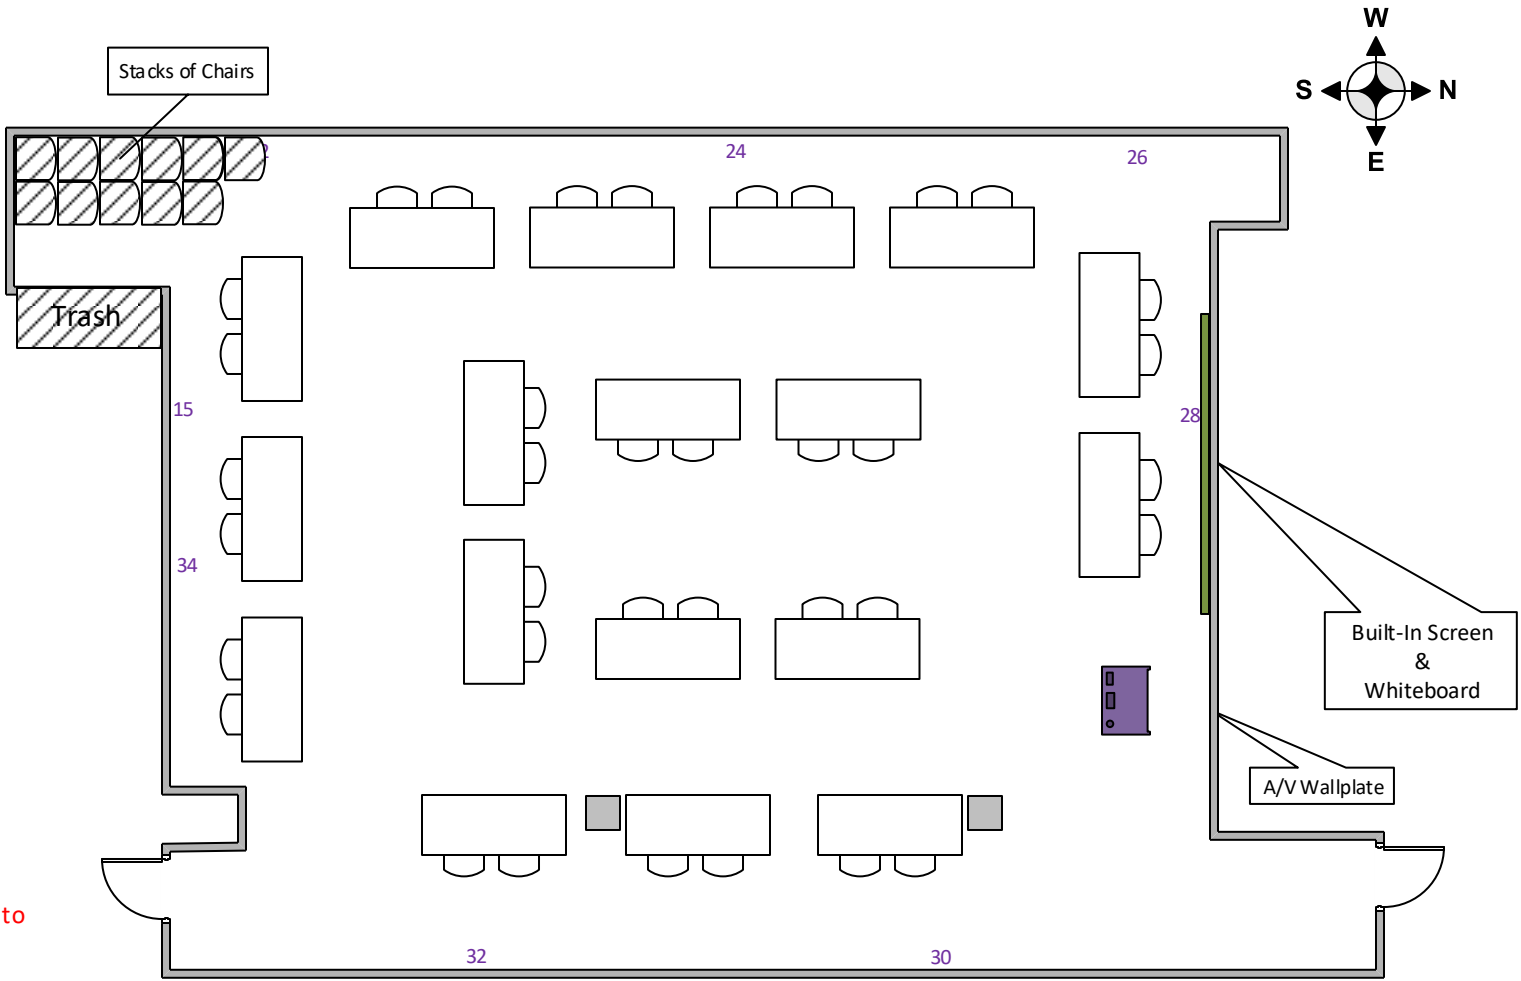 W
S N
E
Stacks of Chairs
2
24
26
Trash
15
28
34
Built-In Screen
&
Whiteboard
A/V Wallplate
to
32
30